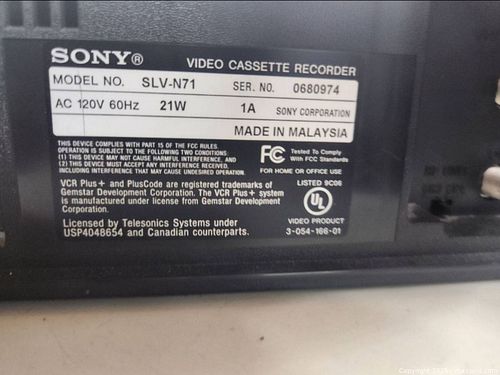 SONY®
VIDEO CASSETTE RECORDER
MODEL NO. SLV-N71 SER. NO. 0680974
AC 120V 60Hz 21W 1A SONY CORPORATION
MADE IN MALAYSIA
THIS DEVICE COMPLIES WITH PART 15 OF THE FCC RULES.
OPERATION IS SUBJECT TO THE FOLLOWING TWO CONDITIONS:
(1) THIS DEVICE MAY NOT CAUSE HARMFUL INTERFERENCE, AND
(2) THIS DEVICE MUST ACCEPT ANY INTERFERENCE RECEIVED,
INCLUDING INTERFERENCE THAT MAY CAUSE UNDESIRED OPERATION.
FC Tested To Comply
With FCC Standards
FOR HOME OR OFFICE USE
VCR Plus+ and PlusCode are registered trademarks of
Gemstar Development Corporation. The VCR Plus+ system
is manufactured under license from Gemstar Development
Corporation.
Licensed by Telesonics Systems under
USP4048654 and Canadian counterparts.
LISTED 9C06
UL
®
VIDEO PRODUCT
3-054-166-01